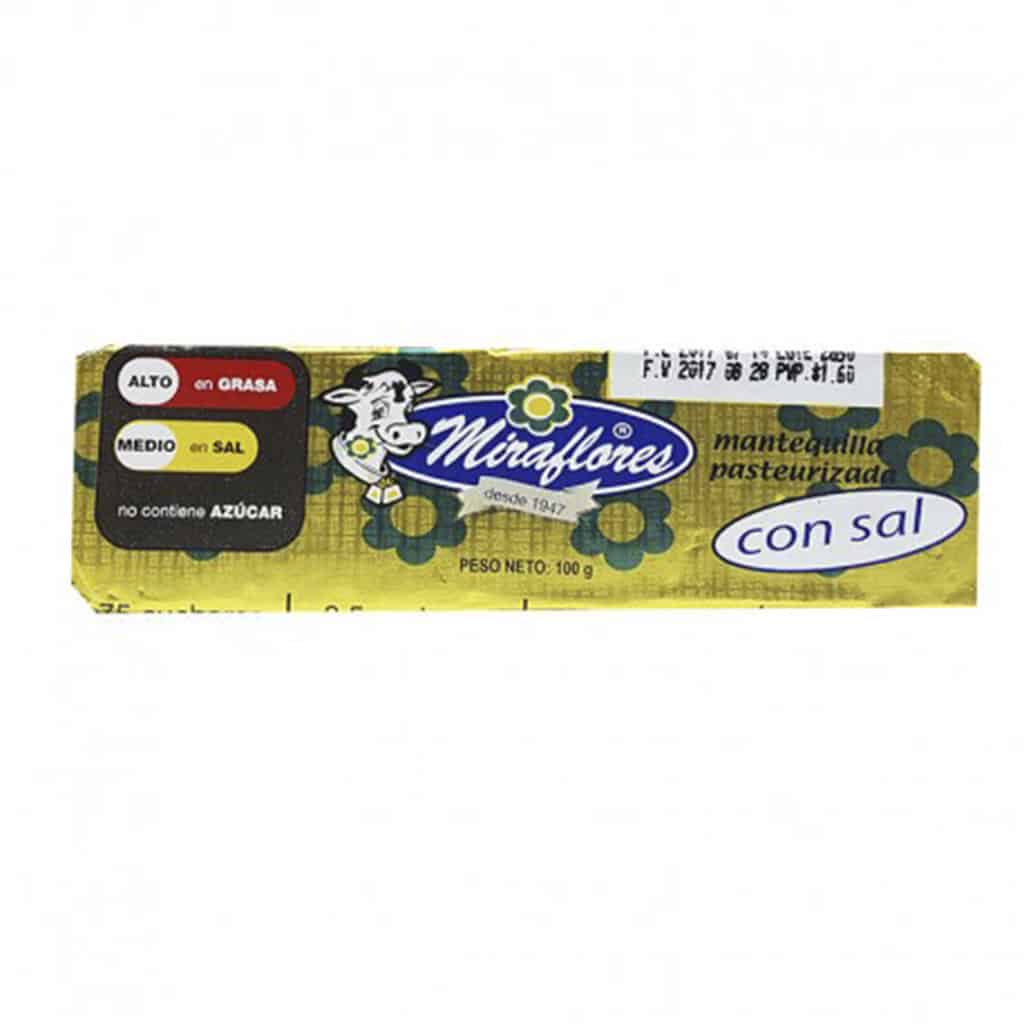 ALTO en GRASA
MEDIO en SAL
no contiene AZÚCAR
Miraflores®
desde 1947
PESO NETO: 100 g
F.V 2017 08 28 PVP.$1.60
mantequilla
pasteurizada
con sal